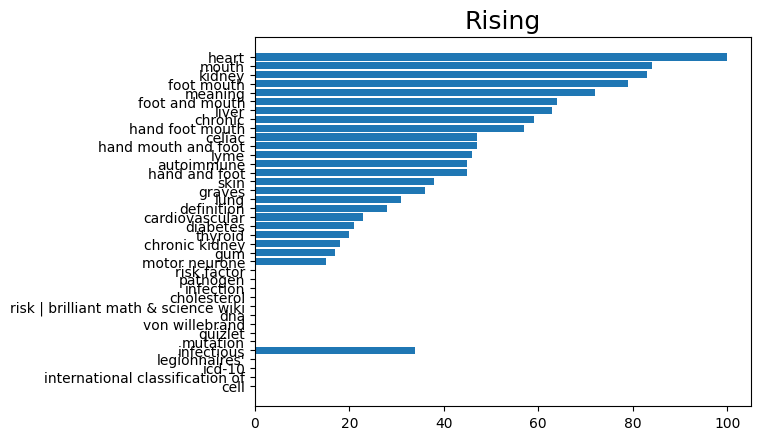 Rising
heart
mouth
kidney
foot mouth
meaning
foot and mouth
liver
chronic
hand foot mouth
celiac
hand mouth and foot
lyme
autoimmune
hand and foot
skin
graves
lung
definition
cardiovascular
diabetes
thyroid
chronic kidney
gum
motor neurone
risk factor
pathogen
infection
cholesterol
risk | brilliant math & science wiki
dna
von willebrand
quizlet
mutation
infectious
legionnaires'
icd-10
international classification of
cell
0 20 40 60 80 100